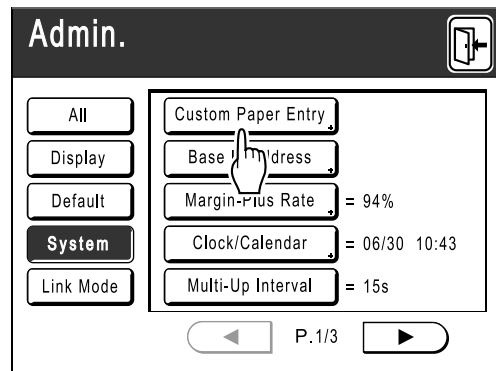 Admin.
All
Display
Default
System
Link Mode
Custom Paper Entry
Base dress
Margin-Plus Rate = 94%
Clock/Calendar = 06/30 10:43
Multi-Up Interval = 15s
P.1/3